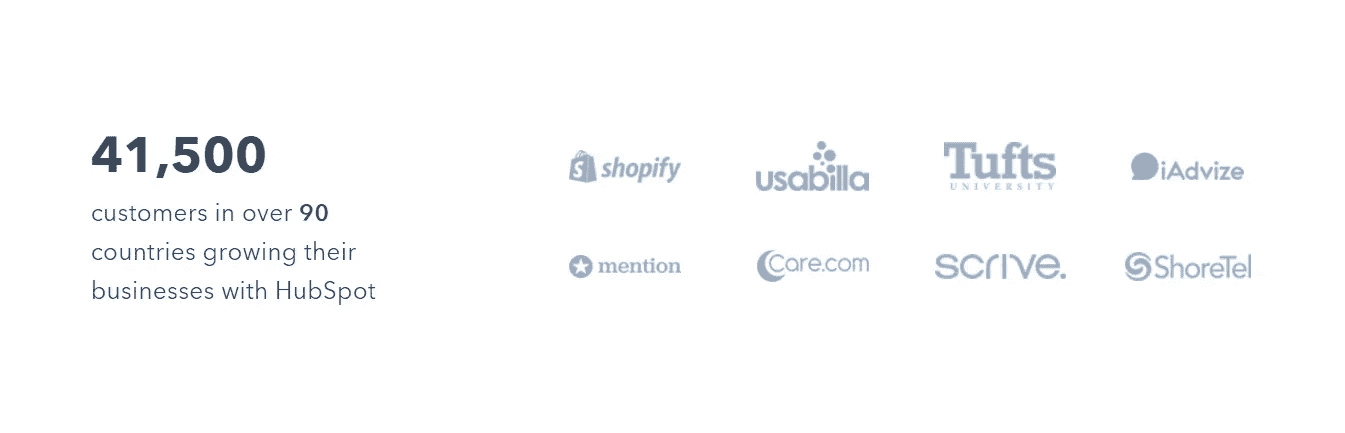 41,500
customers in over 90
countries growing their
businesses with HubSpot
shopify
usabilla
Tufts
UNIVERSITY
iAdvize
mention
Care.com
scrive.
ShoreTel